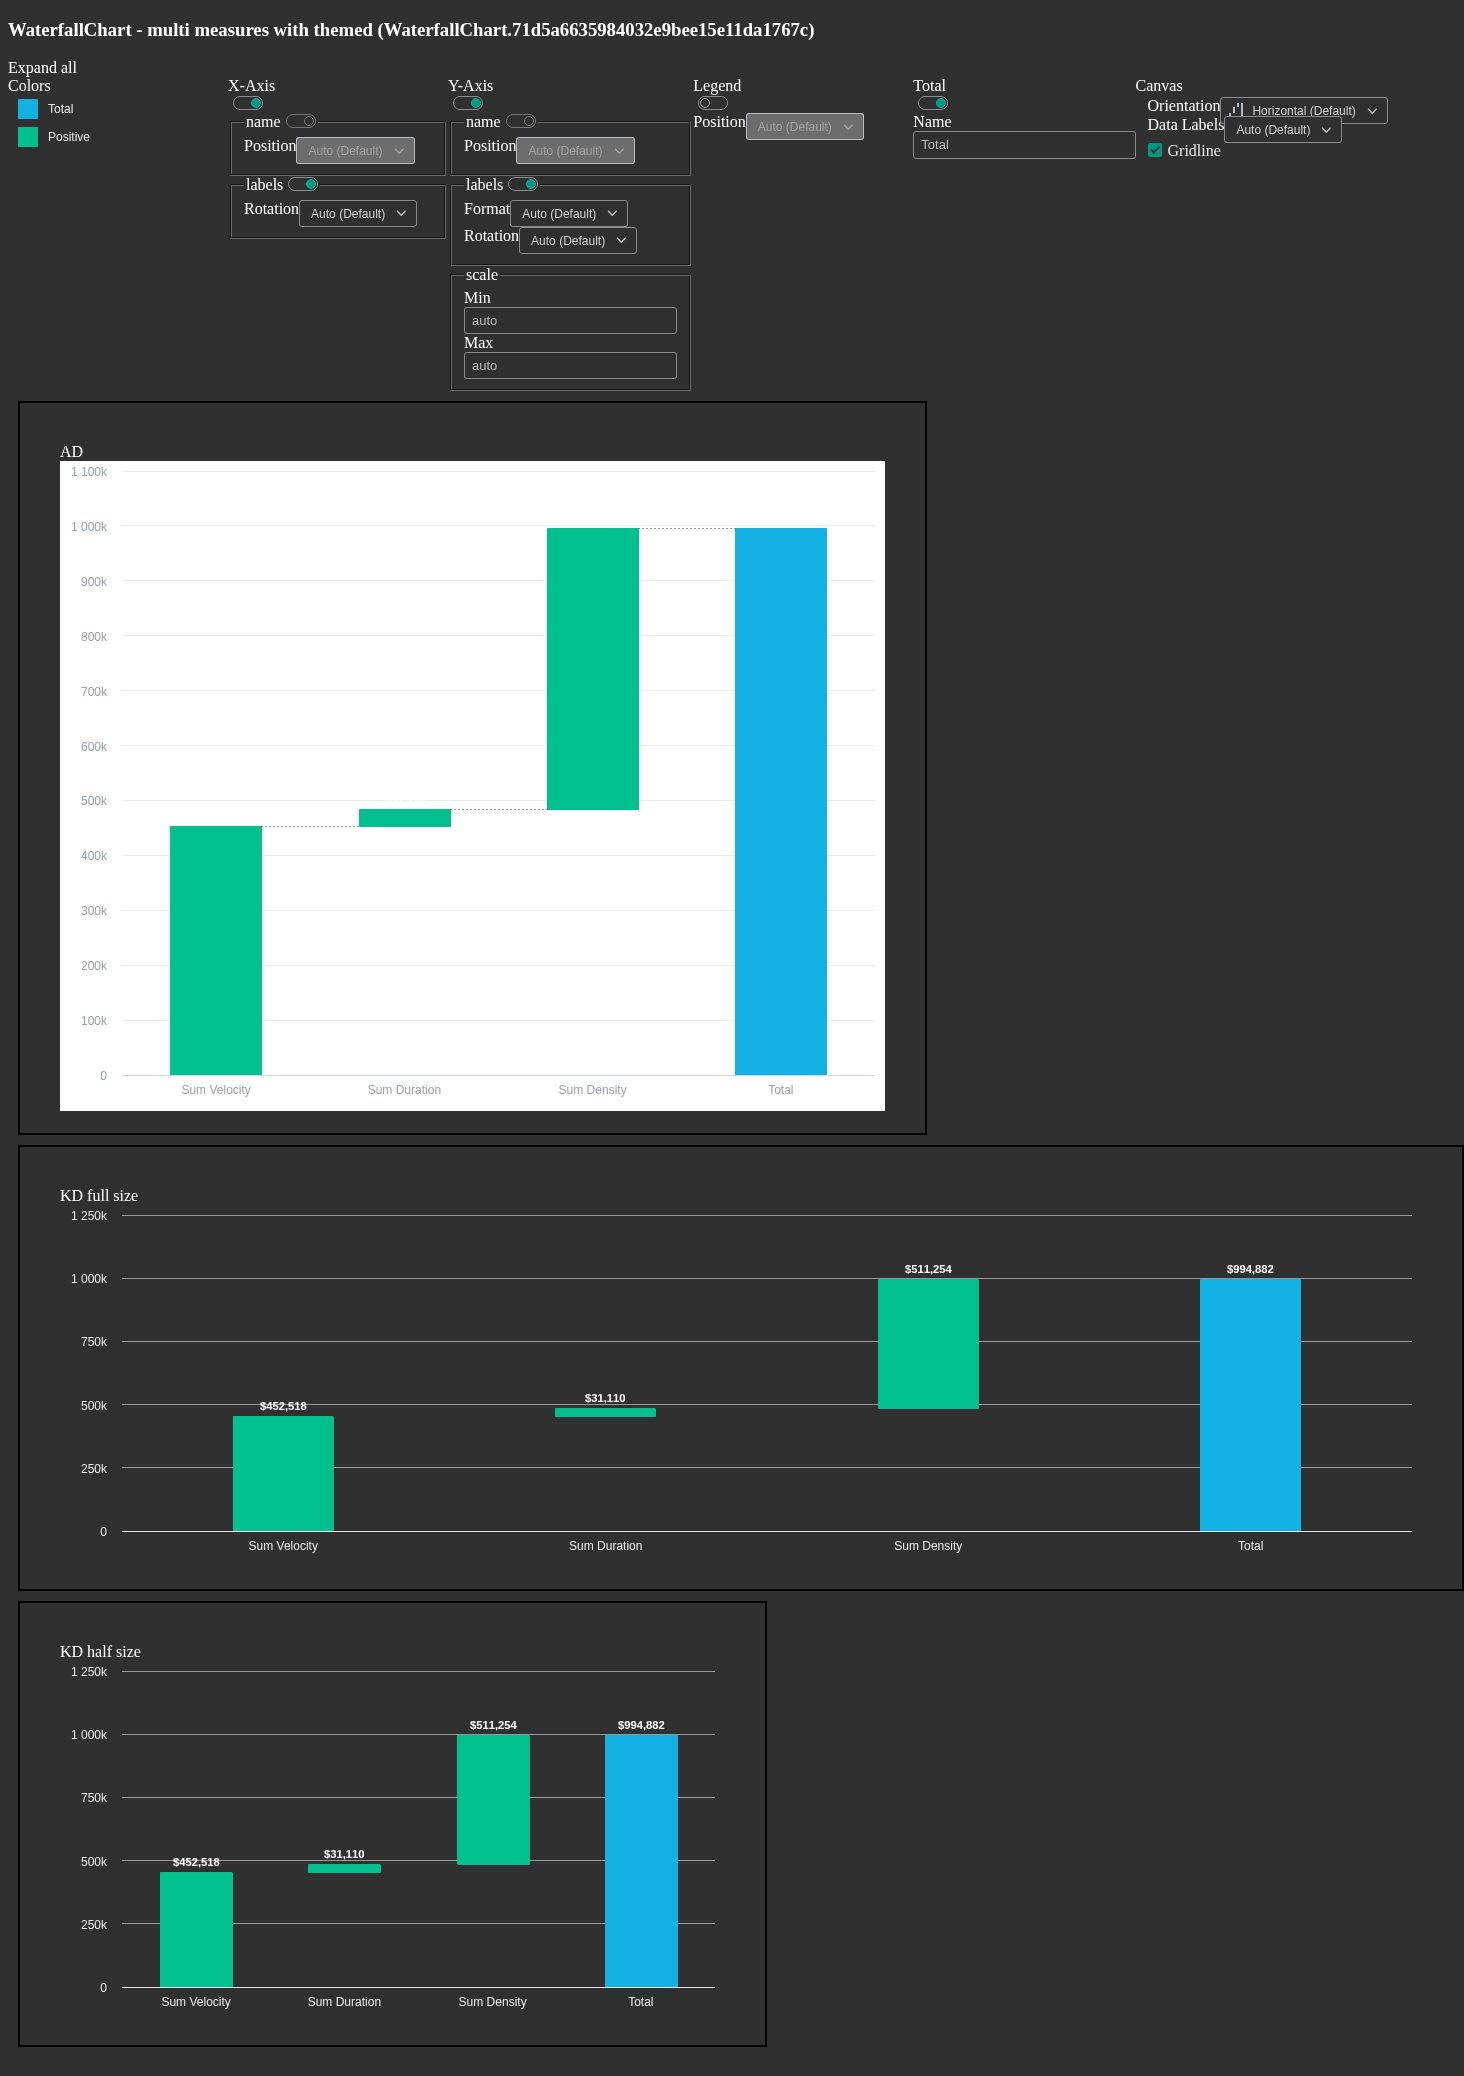 WaterfallChart - multi measures with themed (WaterfallChart.71d5a6635984032e9bee15e11da1767c)
Expand all
Colors
Total
Positive
X-Axis
name
Position Auto (Default)
labels
Rotation Auto (Default)
Y-Axis
name
Position Auto (Default)
labels
Format Auto (Default)
Rotation Auto (Default)
scale
Min
auto
Max
auto
Legend
Position Auto (Default)
Total
Name
Total
Canvas
Orientation Horizontal (Default)
Data Labels Auto (Default)
Gridline
AD
1 100k
1 000k
900k
800k
700k
600k
500k
400k
300k
200k
100k
0
Sum Velocity Sum Duration Sum Density Total
KD full size
1 250k
1 000k
750k
500k
250k
0
$452,518
$31,110
$511,254
$994,882
Sum Velocity Sum Duration Sum Density Total
KD half size
1 250k
1 000k
750k
500k
250k
0
$452,518
$31,110
$511,254
$994,882
Sum Velocity Sum Duration Sum Density Total